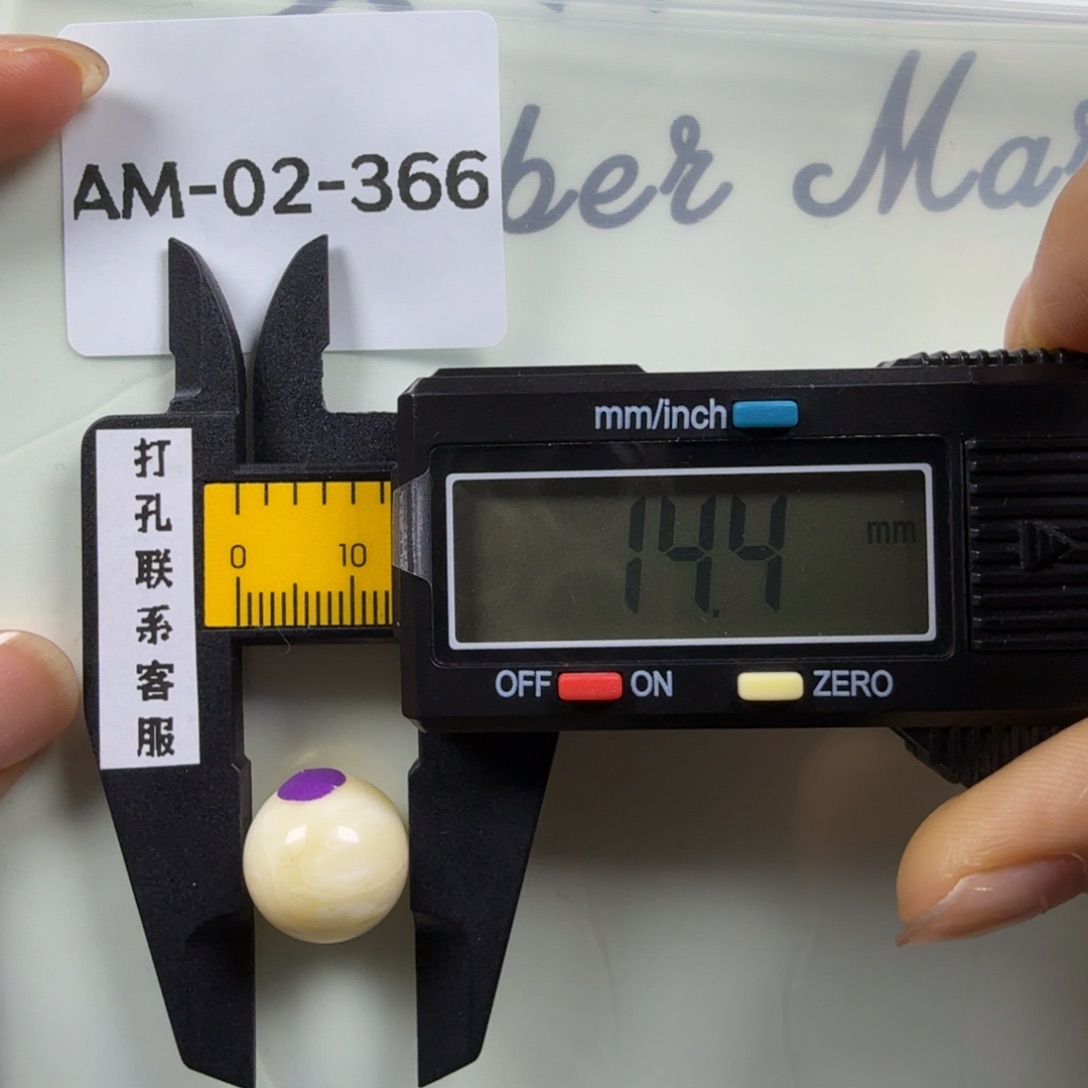 AM-02-366
ber Mar
打孔联系客服
mm/inch
0 10
14.4 mm
OFF ON ZERO